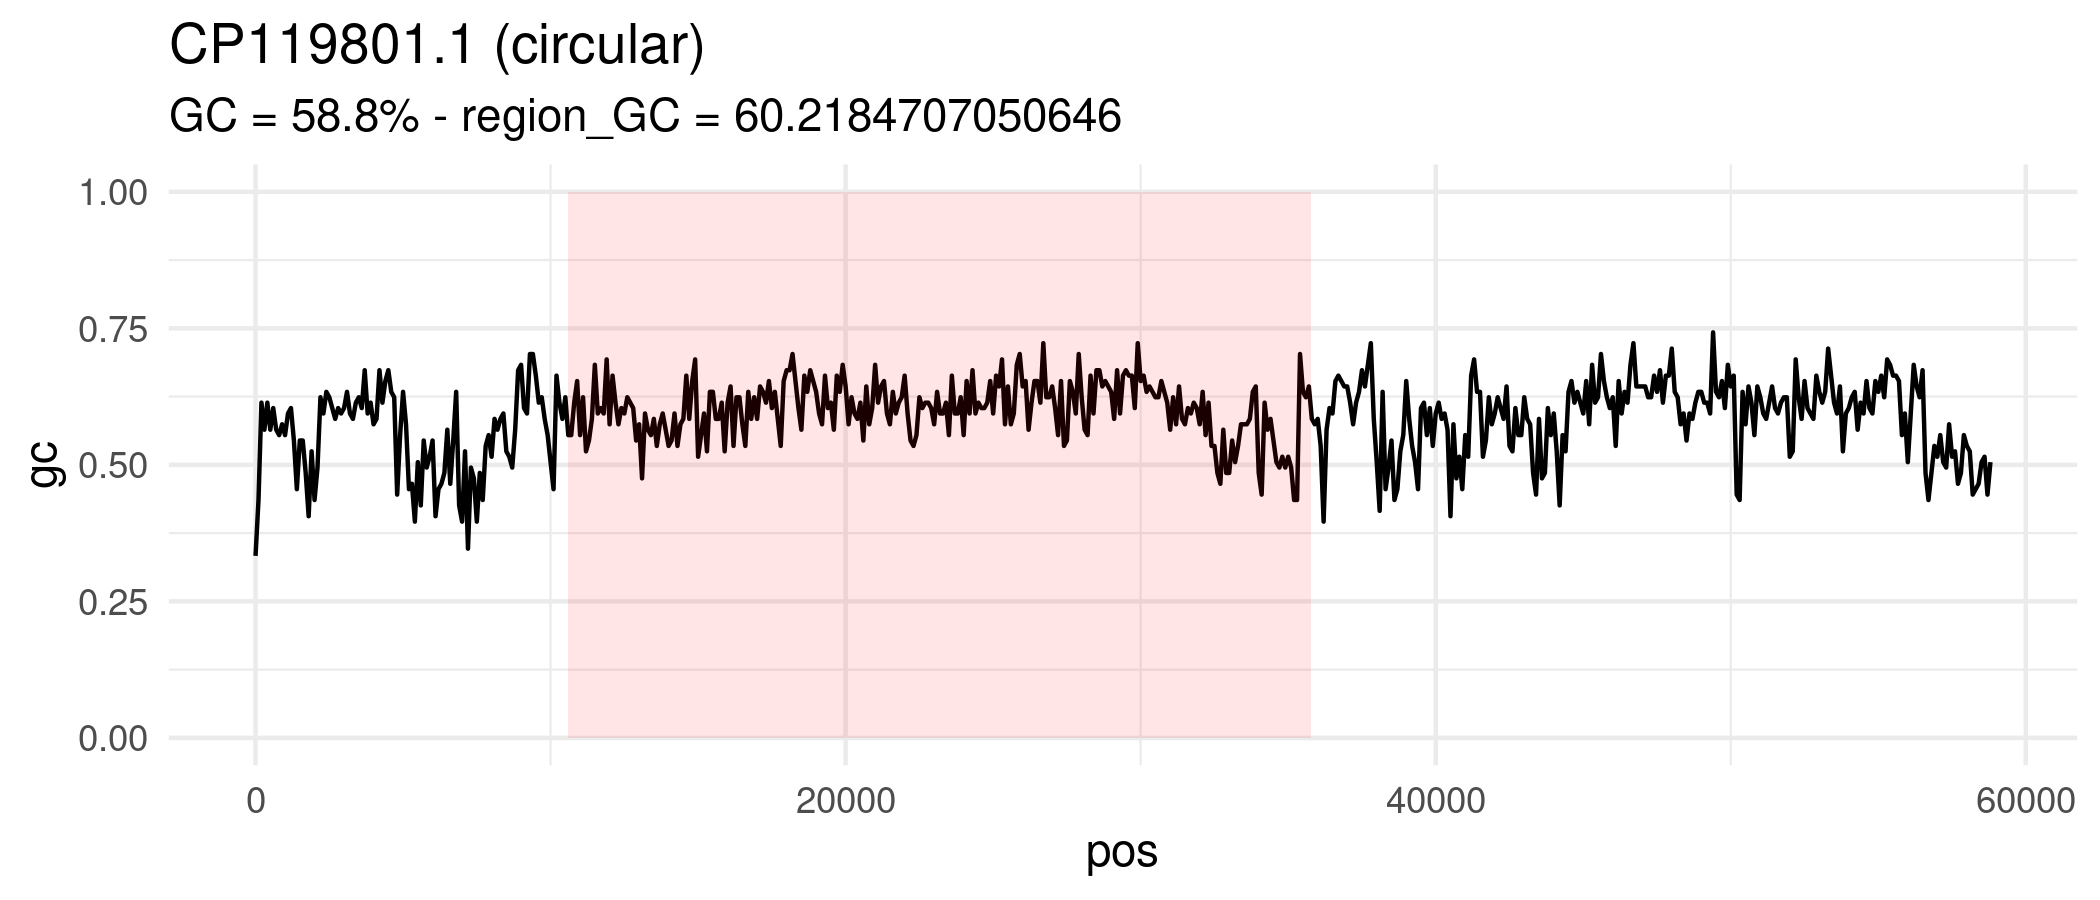 CP119801.1 (circular)
GC = 58.8% - region_GC = 60.2184707050646
1.00
0.75
0.50
0.25
0.00
gc
0 20000 40000 60000
pos